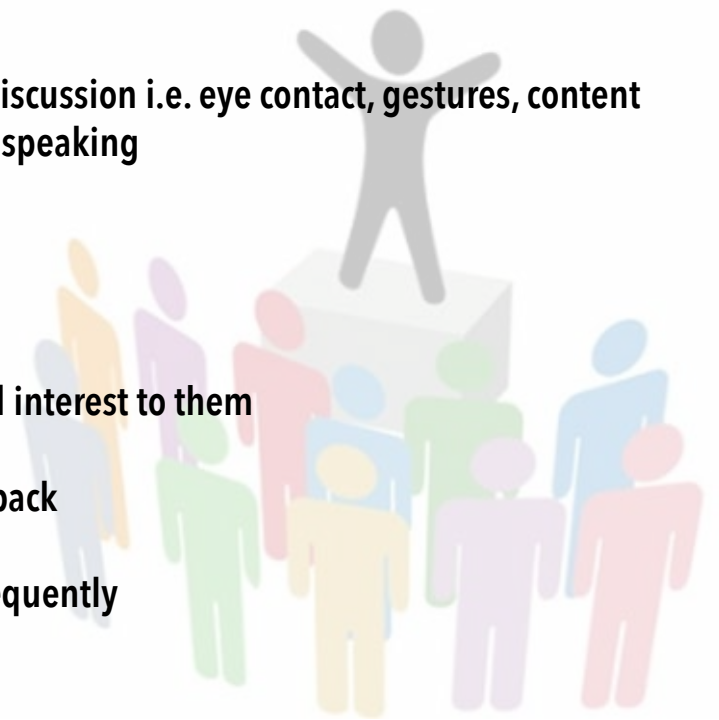 iscussion i.e. eye contact, gestures, content
speaking
l interest to them
back
quently